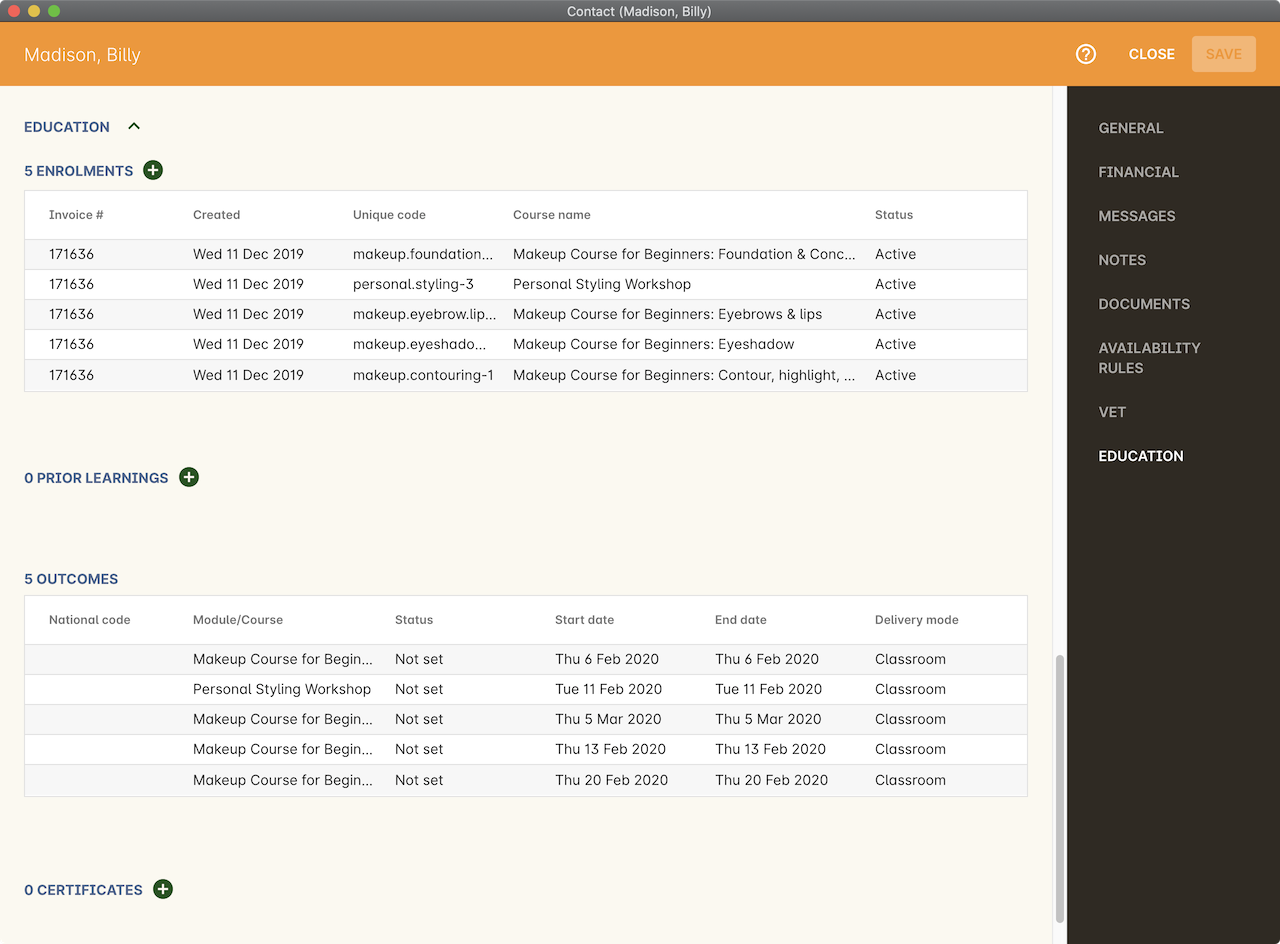 Contact (Madison, Billy)
Madison, Billy
CLOSE
SAVE
EDUCATION
5 ENROLMENTS
Invoice # Created Unique code Course name Status
171636 Wed 11 Dec 2019 makeup.foundation... Makeup Course for Beginners: Foundation & Conc... Active
171636 Wed 11 Dec 2019 personal.styling-3 Personal Styling Workshop Active
171636 Wed 11 Dec 2019 makeup.eyebrow.lip... Makeup Course for Beginners: Eyebrows & lips Active
171636 Wed 11 Dec 2019 makeup.eyeshado... Makeup Course for Beginners: Eyeshadow Active
171636 Wed 11 Dec 2019 makeup.contouring-1 Makeup Course for Beginners: Contour, highlight, ... Active
0 PRIOR LEARNINGS
5 OUTCOMES
National code Module/Course Status Start date End date Delivery mode
Makeup Course for Begin... Not set Thu 6 Feb 2020 Thu 6 Feb 2020 Classroom
Personal Styling Workshop Not set Tue 11 Feb 2020 Tue 11 Feb 2020 Classroom
Makeup Course for Begin... Not set Thu 5 Mar 2020 Thu 5 Mar 2020 Classroom
Makeup Course for Begin... Not set Thu 13 Feb 2020 Thu 13 Feb 2020 Classroom
Makeup Course for Begin... Not set Thu 20 Feb 2020 Thu 20 Feb 2020 Classroom
0 CERTIFICATES
GENERAL
FINANCIAL
MESSAGES
NOTES
DOCUMENTS
AVAILABILITY
RULES
VET
EDUCATION